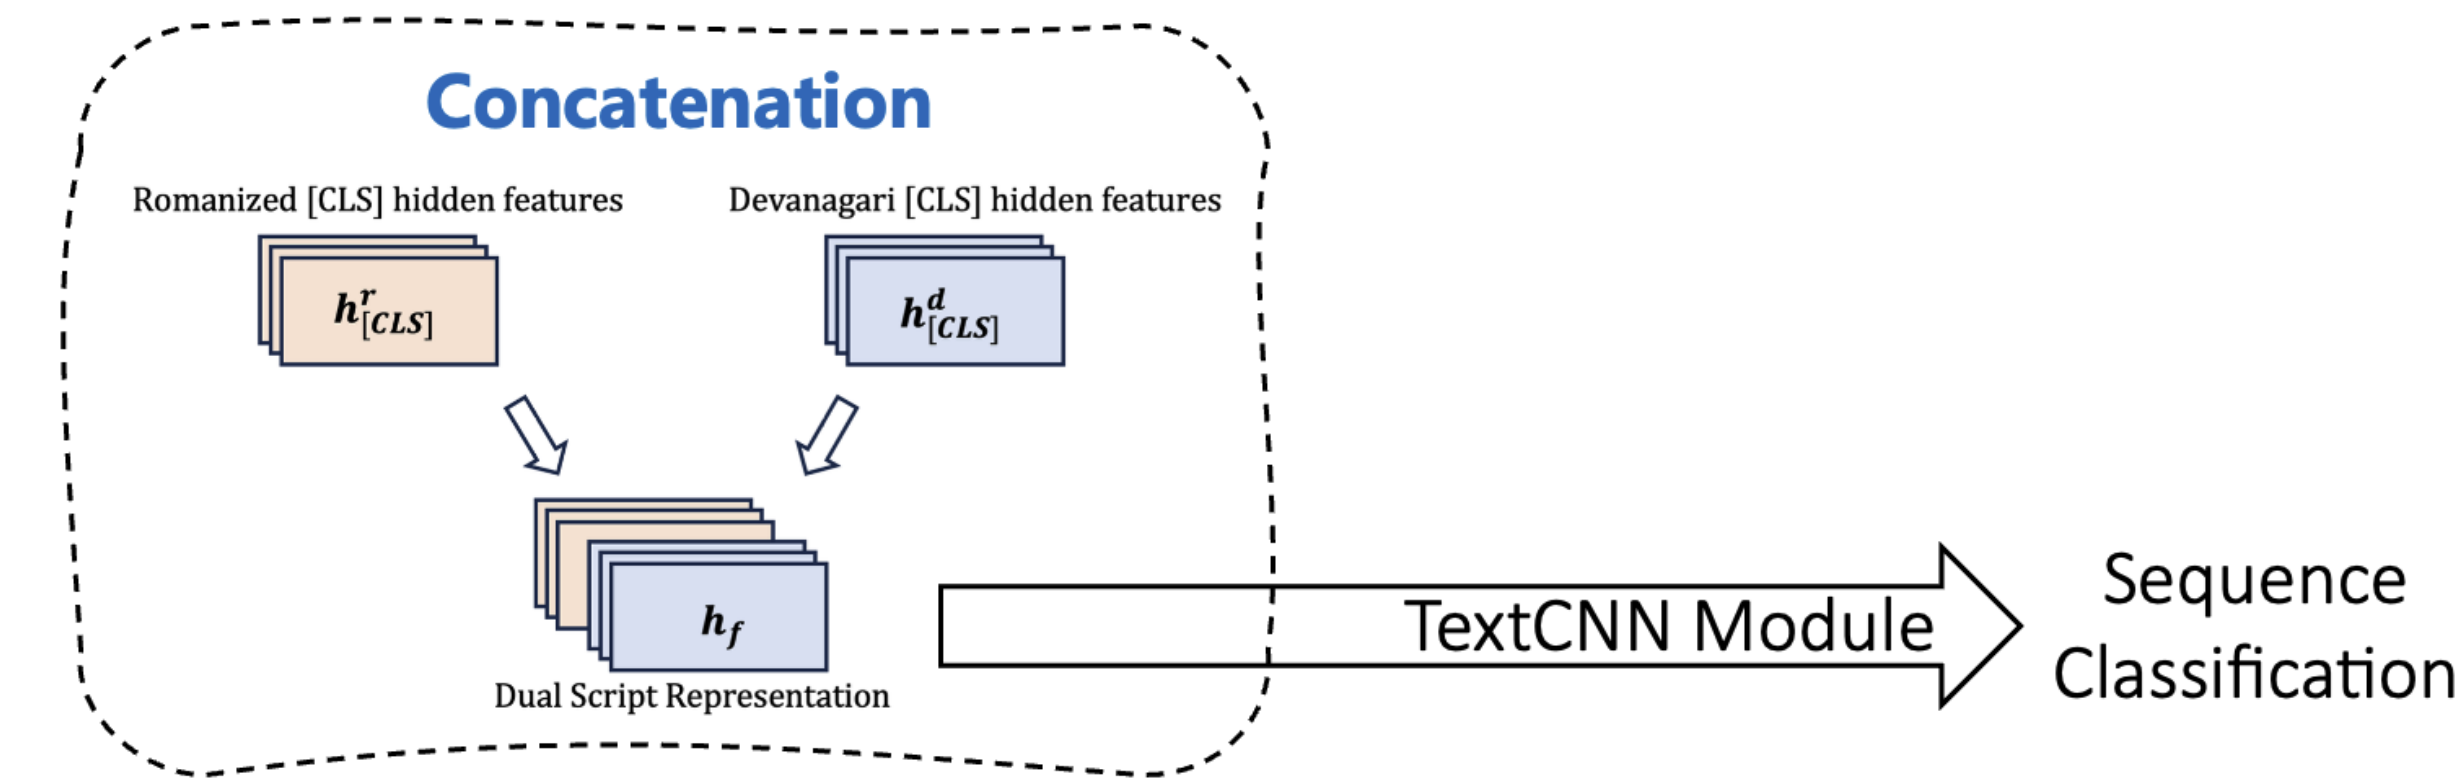 Concatenation
Romanized [CLS] hidden features
Devanagari [CLS] hidden features
h^r_[CLS]
h^d_[CLS]
h_f
Dual Script Representation
TextCNN Module
Sequence
Classification